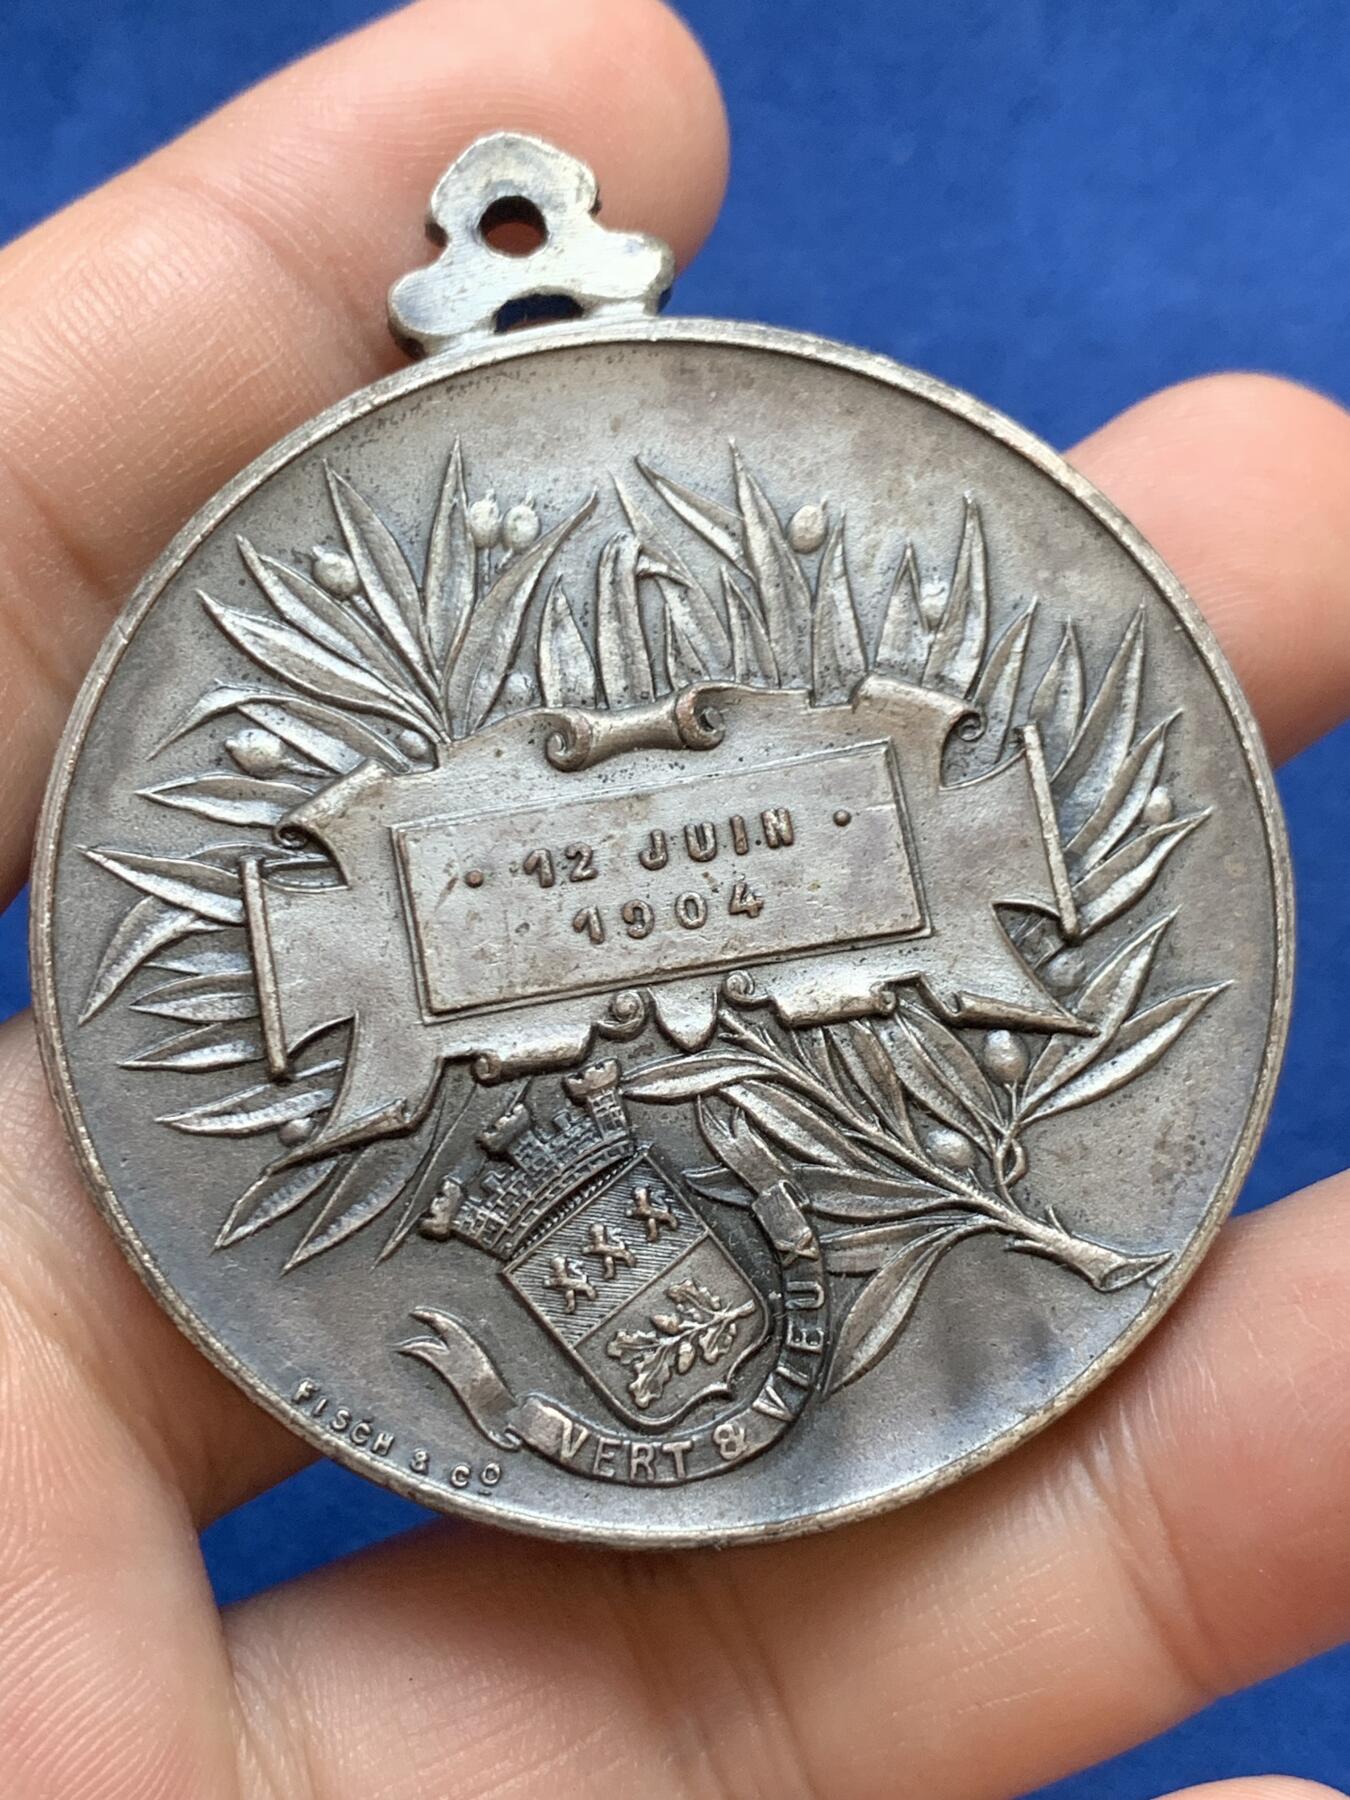 · 12 JUIN ·
1904
VERT & VIEUX
FISCH & Cº